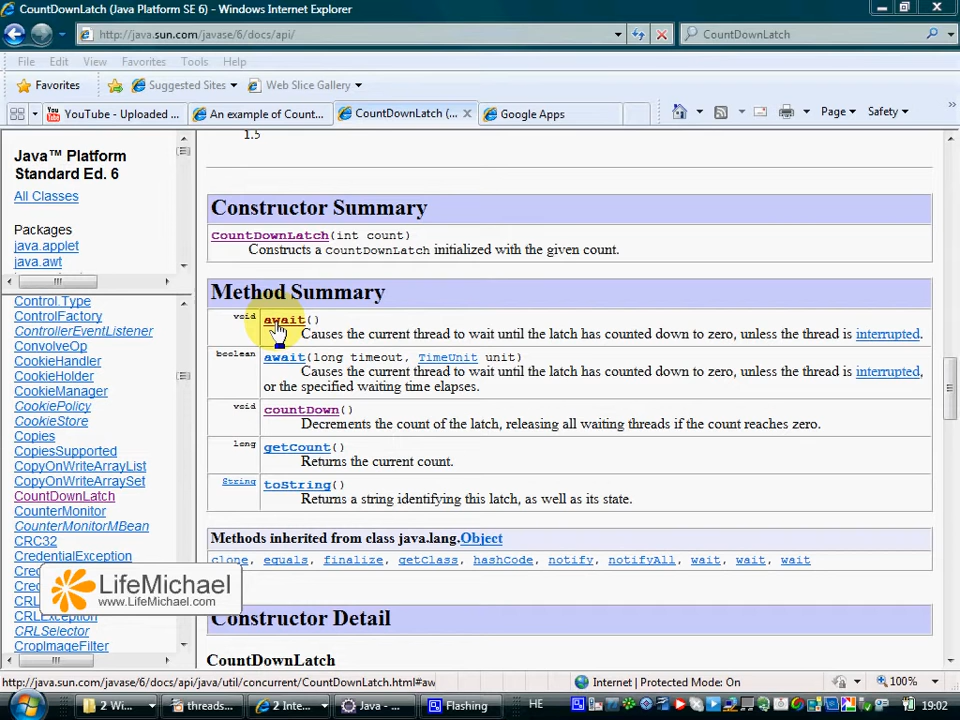 CountDownLatch (Java Platform SE 6) - Windows Internet Explorer
http://java.sun.com/javase/6/docs/api/
CountDownLatch
File Edit View Favorites Tools Help
Favorites Suggested Sites Web Slice Gallery
YouTube - Uploaded ... An example of Count... CountDownLatch (... Google Apps Page Safety
1.5
Java™ Platform
Standard Ed. 6
All Classes
Packages
java.applet
java.awt
Control.Type
ControlFactory
ControllerEventListener
ConvolveOp
CookieHandler
CookieHolder
CookieManager
CookiePolicy
CookieStore
Copies
CopiesSupported
CopyOnWriteArrayList
CopyOnWriteArraySet
CountDownLatch
CounterMonitor
CounterMonitorMBean
CRC32
CredentialException
CRLException
CRLSelector
CropImageFilter
Constructor Summary
CountDownLatch(int count)
Constructs a CountDownLatch initialized with the given count.
Method Summary
void await()
Causes the current thread to wait until the latch has counted down to zero, unless the thread is interrupted.
boolean await(long timeout, TimeUnit unit)
Causes the current thread to wait until the latch has counted down to zero, unless the thread is interrupted,
or the specified waiting time elapses.
void countDown()
Decrements the count of the latch, releasing all waiting threads if the count reaches zero.
long getCount()
Returns the current count.
String toString()
Returns a string identifying this latch, as well as its state.
Methods inherited from class java.lang.Object
clone, equals, finalize, getClass, hashCode, notify, notifyAll, wait, wait, wait
Constructor Detail
CountDownLatch
LifeMichael
www.LifeMichael.com
http://java.sun.com/javase/6/docs/api/java/util/concurrent/CountDownLatch.html#aw
Internet | Protected Mode: On
100%
2 Wi... threads... 2 Inte... Java - ... Flashing HE 19:02